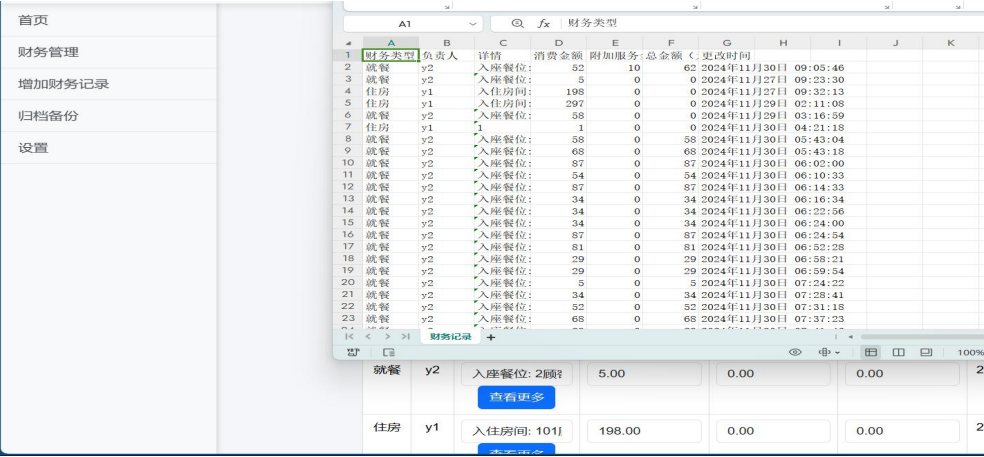 首页
财务管理
增加财务记录
归档备份
设置
A1 fx 财务类型
A B C D E F G H I J K
1 财务类型 负责人 详情 消费金额 附加服务 总金额（ 更改时间
2 就餐 y2 入座餐位: 52 10 62 2024年11月30日 09:05:46
3 就餐 y2 入座餐位: 5 0 0 2024年11月27日 09:23:30
4 住房 y1 入住房间: 198 0 0 2024年11月27日 09:32:13
5 住房 y1 入住房间: 297 0 0 2024年11月29日 02:11:08
6 就餐 y2 入座餐位: 58 0 0 2024年11月29日 03:16:59
7 住房 y1 1 1 0 0 2024年11月30日 04:21:18
8 就餐 y2 入座餐位: 58 0 58 2024年11月30日 05:43:04
9 就餐 y2 入座餐位: 68 0 68 2024年11月30日 05:43:18
10 就餐 y2 入座餐位: 87 0 87 2024年11月30日 06:02:00
11 就餐 y2 入座餐位: 54 0 54 2024年11月30日 06:10:33
12 就餐 y2 入座餐位: 87 0 87 2024年11月30日 06:14:33
13 就餐 y2 入座餐位: 34 0 34 2024年11月30日 06:16:34
14 就餐 y2 入座餐位: 34 0 34 2024年11月30日 06:22:56
15 就餐 y2 入座餐位: 34 0 34 2024年11月30日 06:24:00
16 就餐 y2 入座餐位: 87 0 87 2024年11月30日 06:24:54
17 就餐 y2 入座餐位: 81 0 81 2024年11月30日 06:52:28
18 就餐 y2 入座餐位: 29 0 29 2024年11月30日 06:58:21
19 就餐 y2 入座餐位: 29 0 29 2024年11月30日 06:59:54
20 就餐 y2 入座餐位: 5 0 5 2024年11月30日 07:24:22
21 就餐 y2 入座餐位: 34 0 34 2024年11月30日 07:28:41
22 就餐 y2 入座餐位: 52 0 52 2024年11月30日 07:31:18
23 就餐 y2 入座餐位: 68 0 68 2024年11月30日 07:37:23
财务记录 +
100%
就餐 y2 入座餐位: 2顾 5.00 0.00 0.00 2
查看更多
住房 y1 入住房间: 101 198.00 0.00 0.00 2
查看更多